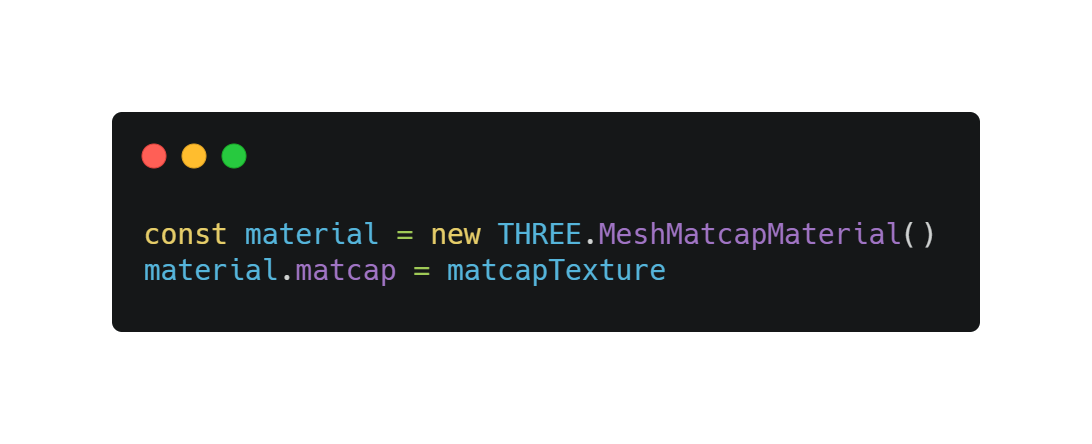 const material = new THREE.MeshMatcapMaterial()
material.matcap = matcapTexture